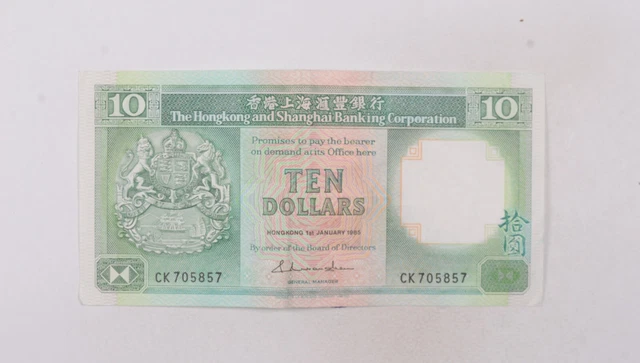 10 香港上海滙豐銀行 10
The Hongkong and Shanghai Banking Corporation
Promises to pay the bearer
on demand at its Office here
TEN
DOLLARS
HONGKONG 1st JANUARY 1985
By order of the Board of Directors
拾圓
CK705857
CK705857
GENERAL MANAGER